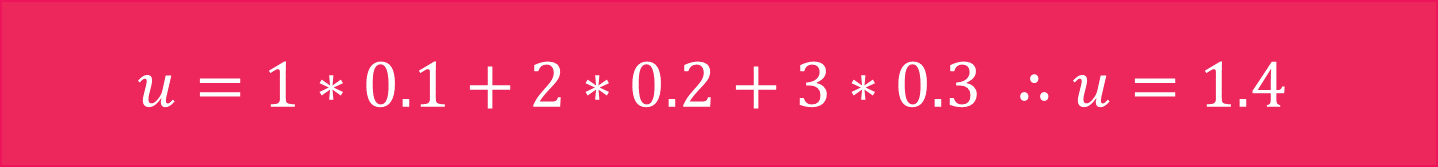 u = 1 ∗ 0.1 + 2 ∗ 0.2 + 3 ∗ 0.3 ∴ u = 1.4